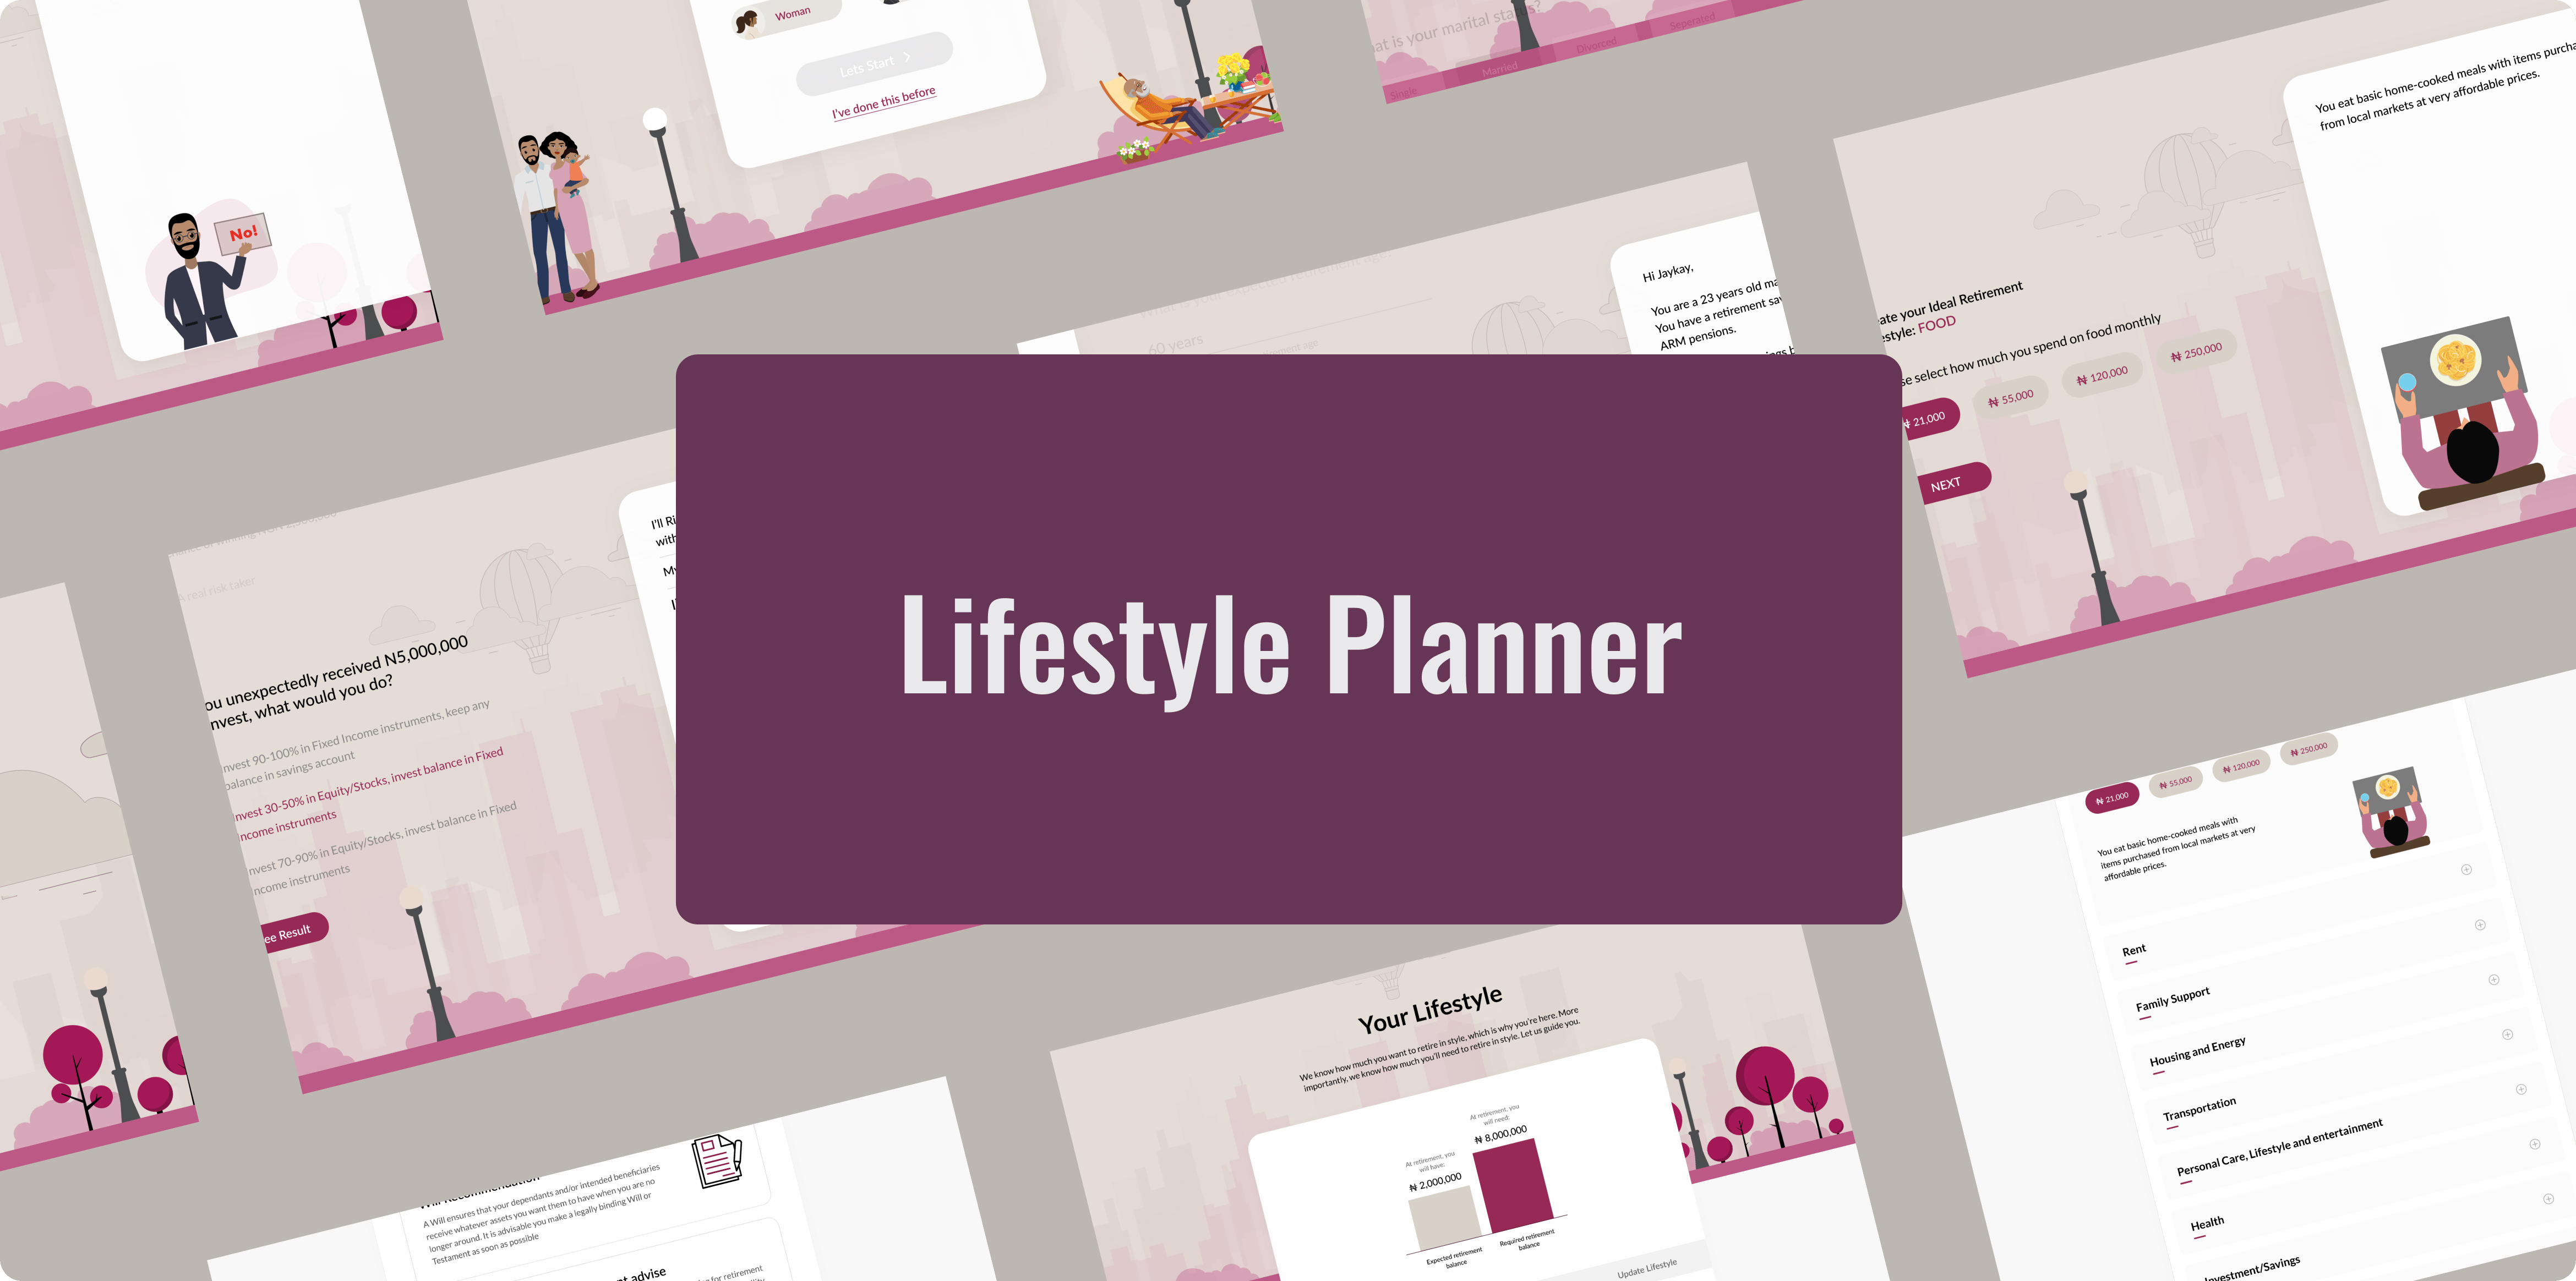 No!
Woman
Lets Start
I've done this before
at is your marital status?
Single
Married
Divorced
Seperated
You eat basic home-cooked meals with items purcha
from local markets at very affordable prices.
eate your Ideal Retirement
estyle: FOOD
se select how much you spend on food monthly
₦ 21,000
₦ 55,000
₦ 120,000
₦ 250,000
NEXT
60 years
Hi Jaykay,
You are a 23 years old ma
You have a retirement sav
ARM pensions.
A real risk taker
ou unexpectedly received N5,000,000
nvest, what would you do?
nvest 90-100% in Fixed Income instruments, keep any
balance in savings account
nvest 30-50% in Equity/Stocks, invest balance in Fixed
ncome instruments
nvest 70-90% in Equity/Stocks, invest balance in Fixed
ncome instruments
ee Result
I'll Ri
with
My
Lifestyle Planner
₦ 21,000
₦ 55,000
₦ 120,000
₦ 250,000
You eat basic home-cooked meals with
items purchased from local markets at very
affordable prices.
Rent
Family Support
Housing and Energy
Transportation
Personal Care, Lifestyle and entertainment
Health
Investment/Savings
Your Lifestyle
We know how much you want to retire in style, which is why you're here. More
importantly, we know how much you'll need to retire in style. Let us guide you.
At retirement, you
will have:
₦ 2,000,000
At retirement, you
will need:
₦ 8,000,000
Expected retirement
balance
Required retirement
balance
Update Lifestyle
Will Recommendation
A Will ensures that your dependants and/or intended beneficiaries
receive whatever assets you want them to have when you are no
longer around. It is advisable you make a legally binding Will or
Testament as soon as possible
nt advise
g for retirement